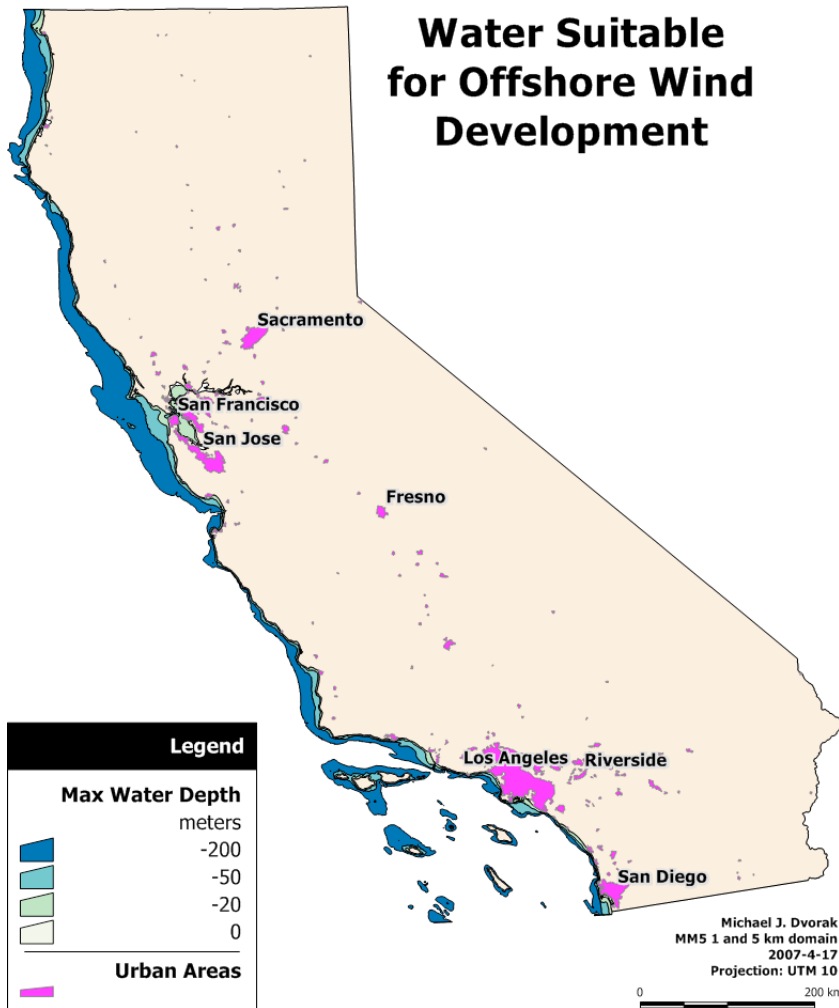 Water Suitable
for Offshore Wind
Development
Sacramento
San Francisco
San Jose
Fresno
Los Angeles
Riverside
San Diego
Legend
Max Water Depth
meters
-200
-50
-20
0
Urban Areas
Michael J. Dvorak
MM5 1 and 5 km domain
2007-4-17
Projection: UTM 10
0
200 km